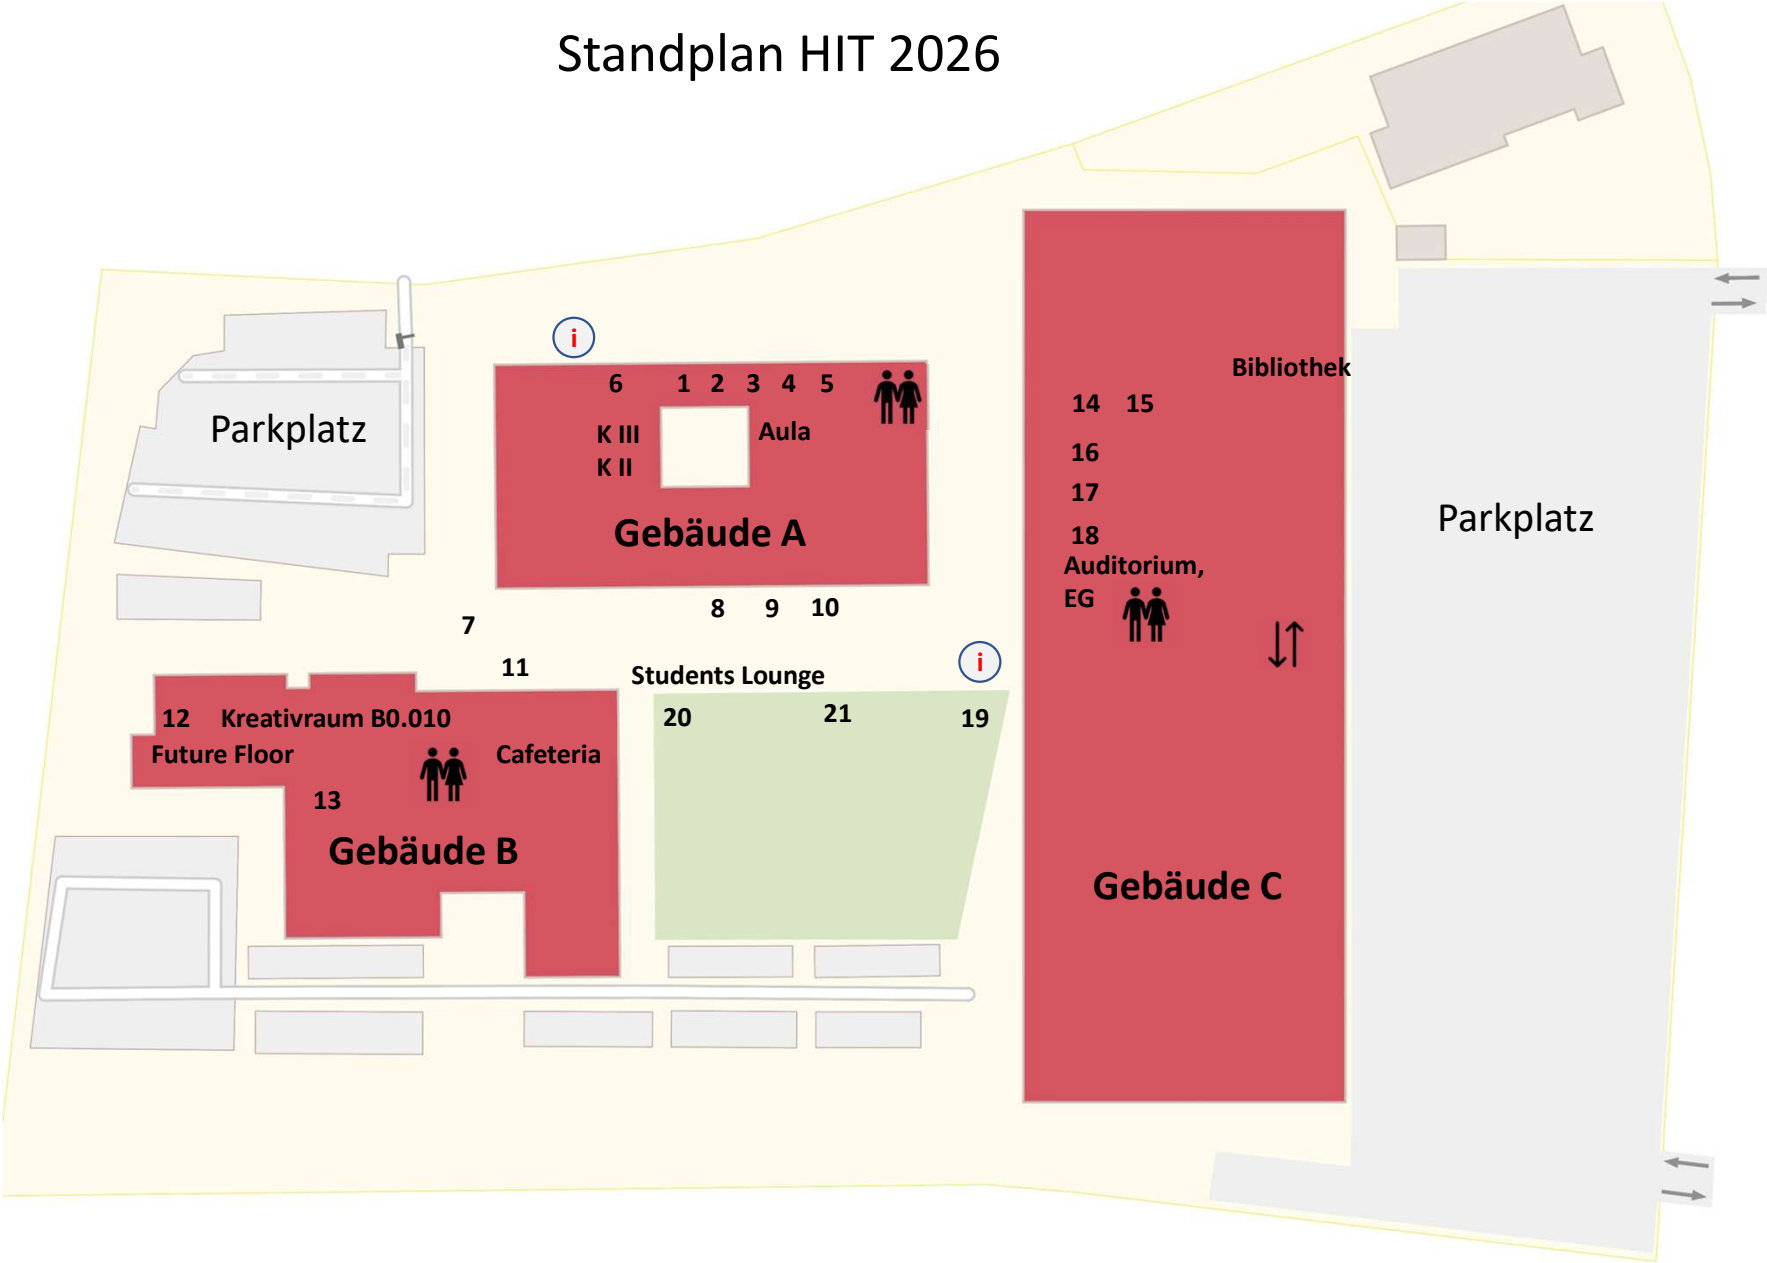 Standplan HIT 2026
i
6 1 2 3 4 5
Bibliothek
14 15
Parkplatz
K III
Aula
K II
16
17
Gebäude A
18
Parkplatz
Auditorium,
EG
8 9 10
7
11
Students Lounge
i
12 Kreativraum B0.010
20 21 19
Future Floor
Cafeteria
13
Gebäude B
Gebäude C